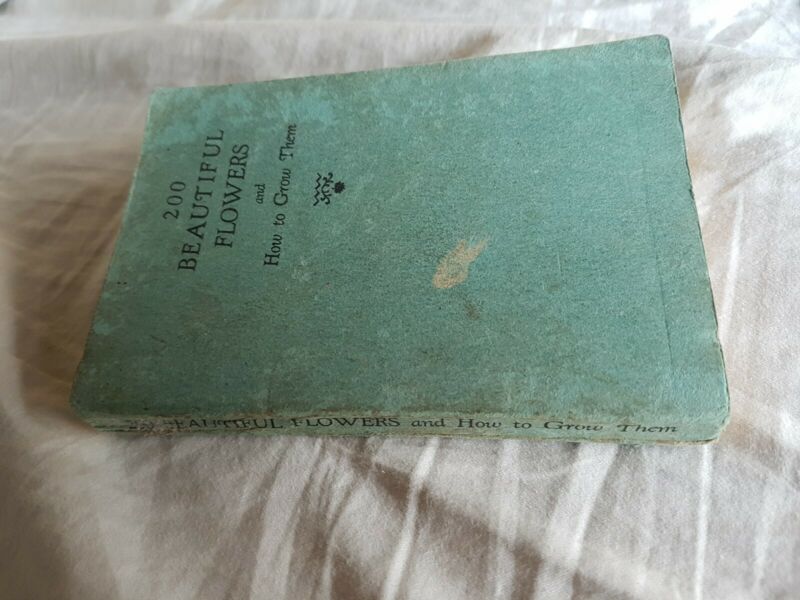 200
BEAUTIFUL
FLOWERS
and
How to Grow Them
BEAUTIFUL FLOWERS and How to Grow Them